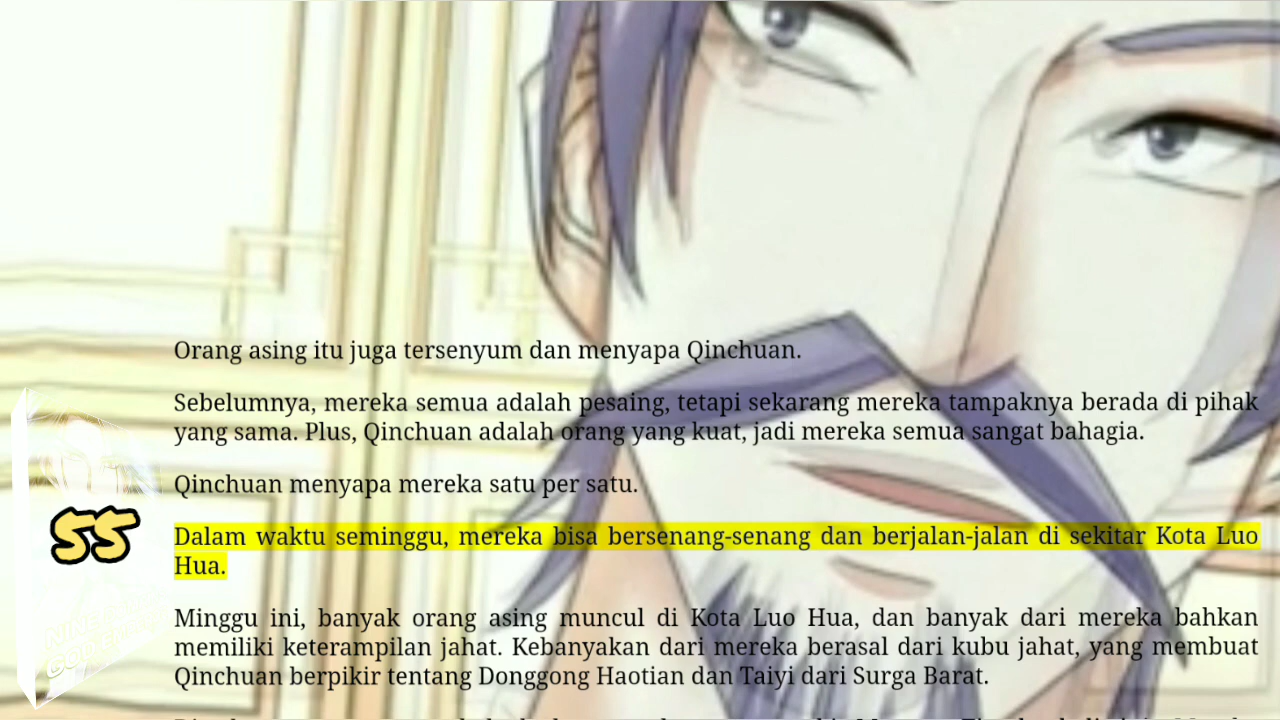 Orang asing itu juga tersenyum dan menyapa Qinchuan.
Sebelumnya, mereka semua adalah pesaing, tetapi sekarang mereka tampaknya berada di pihak
yang sama. Plus, Qinchuan adalah orang yang kuat, jadi mereka semua sangat bahagia.
Qinchuan menyapa mereka satu per satu.
SS
Dalam waktu seminggu, mereka bisa bersenang-senang dan berjalan-jalan di sekitar Kota Luo
Hua.
Minggu ini, banyak orang asing muncul di Kota Luo Hua, dan banyak dari mereka bahkan
memiliki keterampilan jahat. Kebanyakan dari mereka berasal dari kubu jahat, yang membuat
Qinchuan berpikir tentang Donggong Haotian dan Taiyi dari Surga Barat.